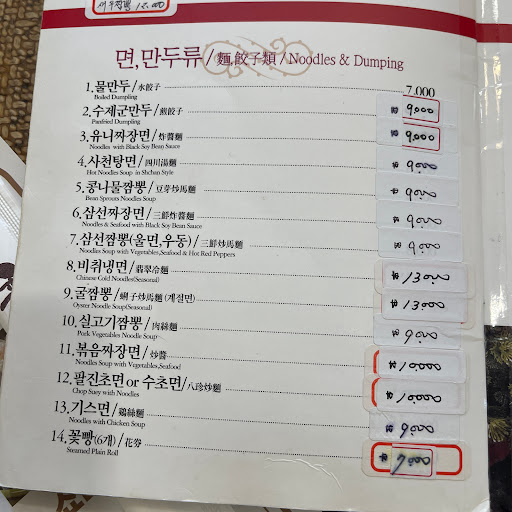 새우짬뽕 12.000
면,만두류/麵,餃子類/Noodles & Dumping
1.물만두/水餃子 7,000
Boiled Dumpling
2.수제군만두/煎餃子 9,000
Panfried Dumpling
3.유니짜장면/炸醬麵 9,000
Noodles with Black Soy Bean Sauce
4.사천탕면/四川湯麵 9,000
Hot Noodles Soup in Shchan Style
5.콩나물짬뽕/豆芽炒馬麵 9,000
Bean Sprouts Noodles Soup
6.삼선짜장면/三鮮炸醬麵 9,000
Noodles & Seafood with Black Soy Bean Sauce
7.삼선짬뽕(울면,우동)/三鮮炒馬麵 9,000
Noodles Soup with Vegetables,Seafood & Hot Red Peppers
8.비취냉면/翡翠冷麵 13,000
Chinese Cold Noodles(Seasonal)
9.굴짬뽕/蠣子炒馬麵 (계절면) 13,000
Oyster Noodle Soup(Seasonal)
10.실고기짬뽕/肉絲麵 9,000
Pork Vegetables Noodle Soup
11.볶음짜장면/炒醬 10,000
Noodles Soup with Vegetables,Seafood
12.팔진초면 or 수초면/八珍炒麵 10,000
Chop Suey with Noodles
13.기스면/鷄絲麵 9,000
Noodles with Chicken Soup
14.꽃빵(6개)/花券 7,000
Steamed Plain Roll